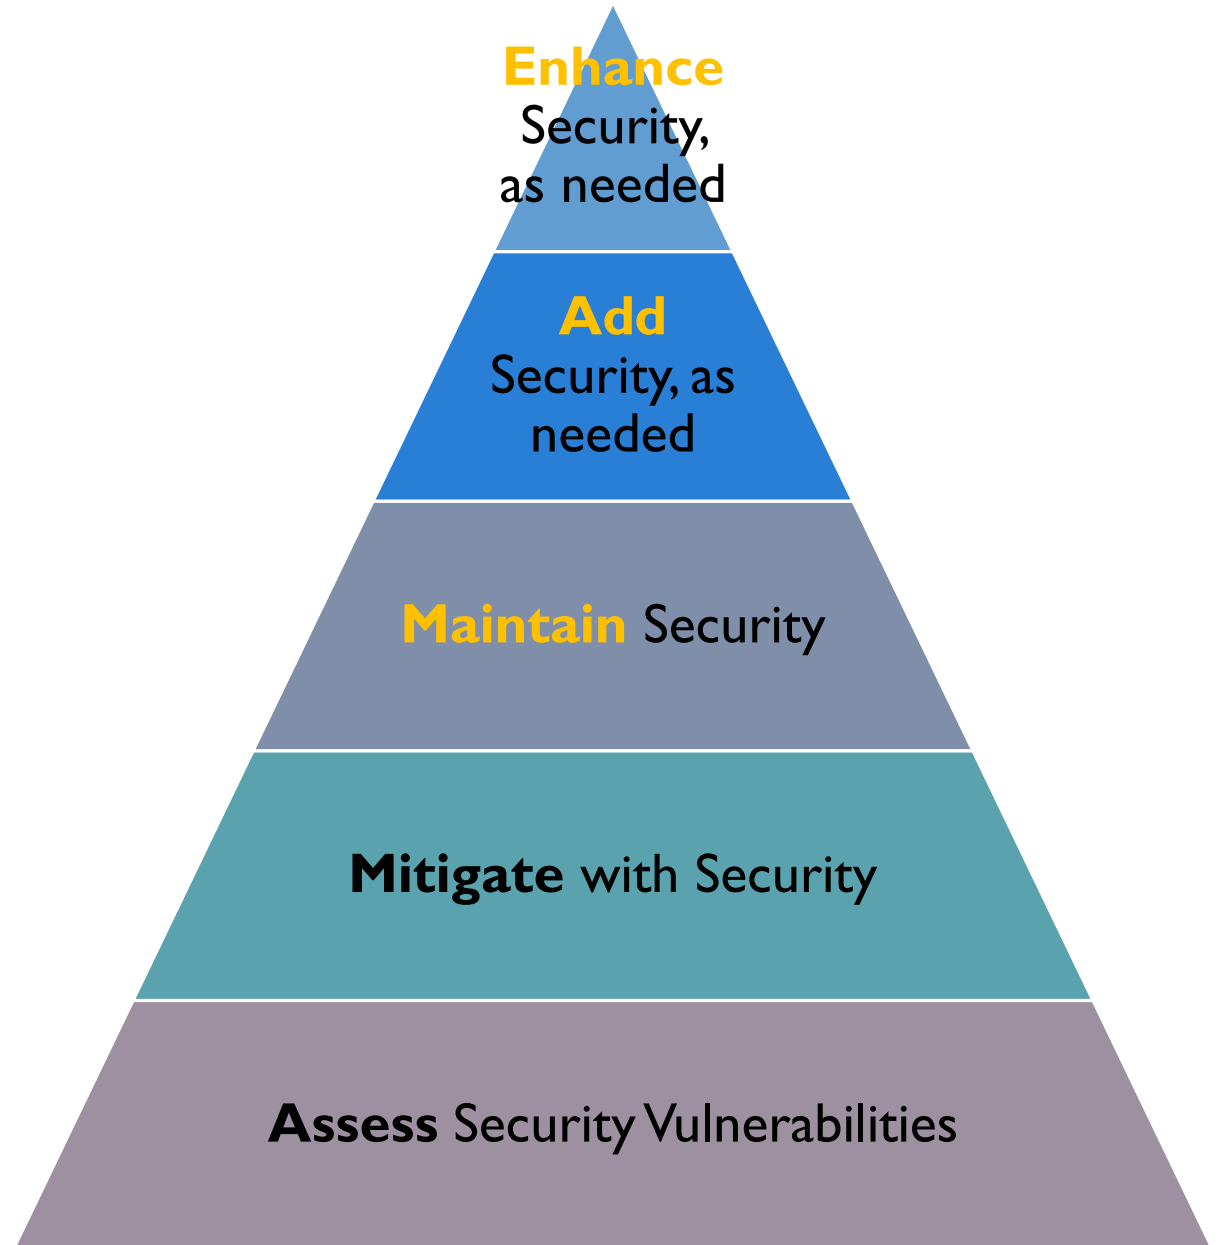 Enhance
Security,
as needed
Add
Security, as
needed
Maintain Security
Mitigate with Security
Assess Security Vulnerabilities